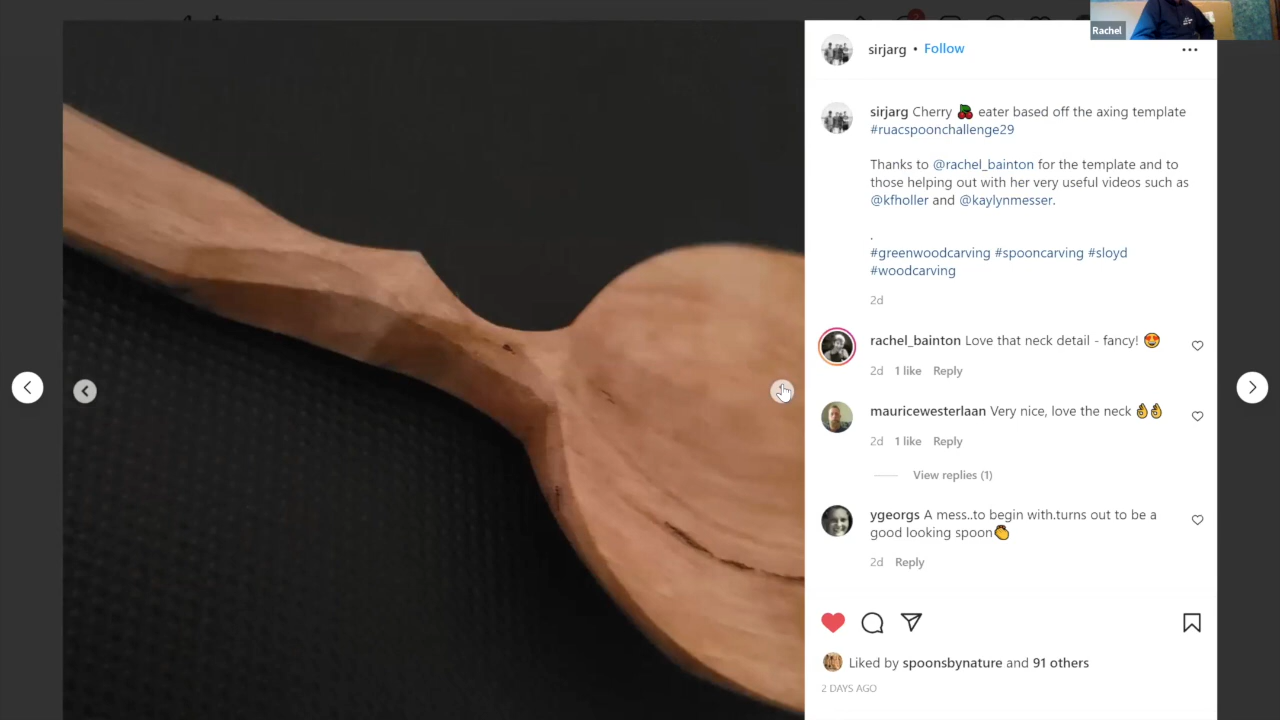 Rachel
sirjarg • Follow
sirjarg Cherry 🍒 eater based off the axing template
#ruacspoonchallenge29
Thanks to @rachel_bainton for the template and to
those helping out with her very useful videos such as
@kfholler and @kaylynmesser.
.
#greenwoodcarving #spooncarving #sloyd
#woodcarving
2d
rachel_bainton Love that neck detail - fancy! 😍
2d 1 like Reply
mauricewesterlaan Very nice, love the neck 👌👌
2d 1 like Reply
View replies (1)
ygeorgs A mess..to begin with.turns out to be a
good looking spoon👏
2d Reply
Liked by spoonsbynature and 91 others
2 DAYS AGO